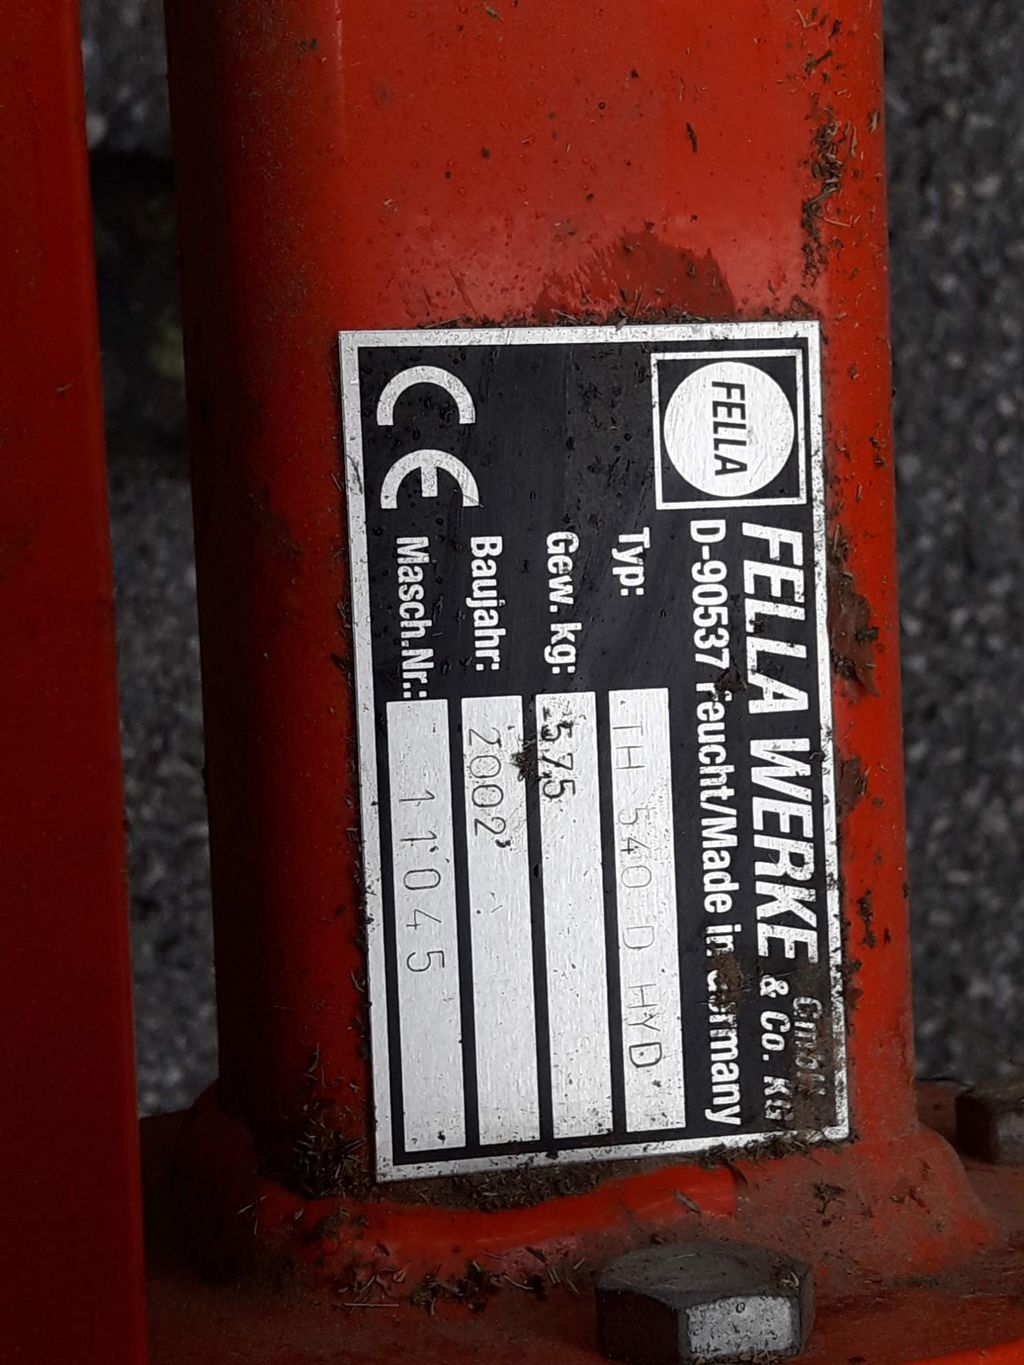 FELLA
FELLA WERKE GmbH & Co. KG
D-90537 Feucht/Made in Germany
Typ: TH 540 D HYD
Gew. kg: 575
Baujahr: 2002
Masch.Nr.: 11045
CE